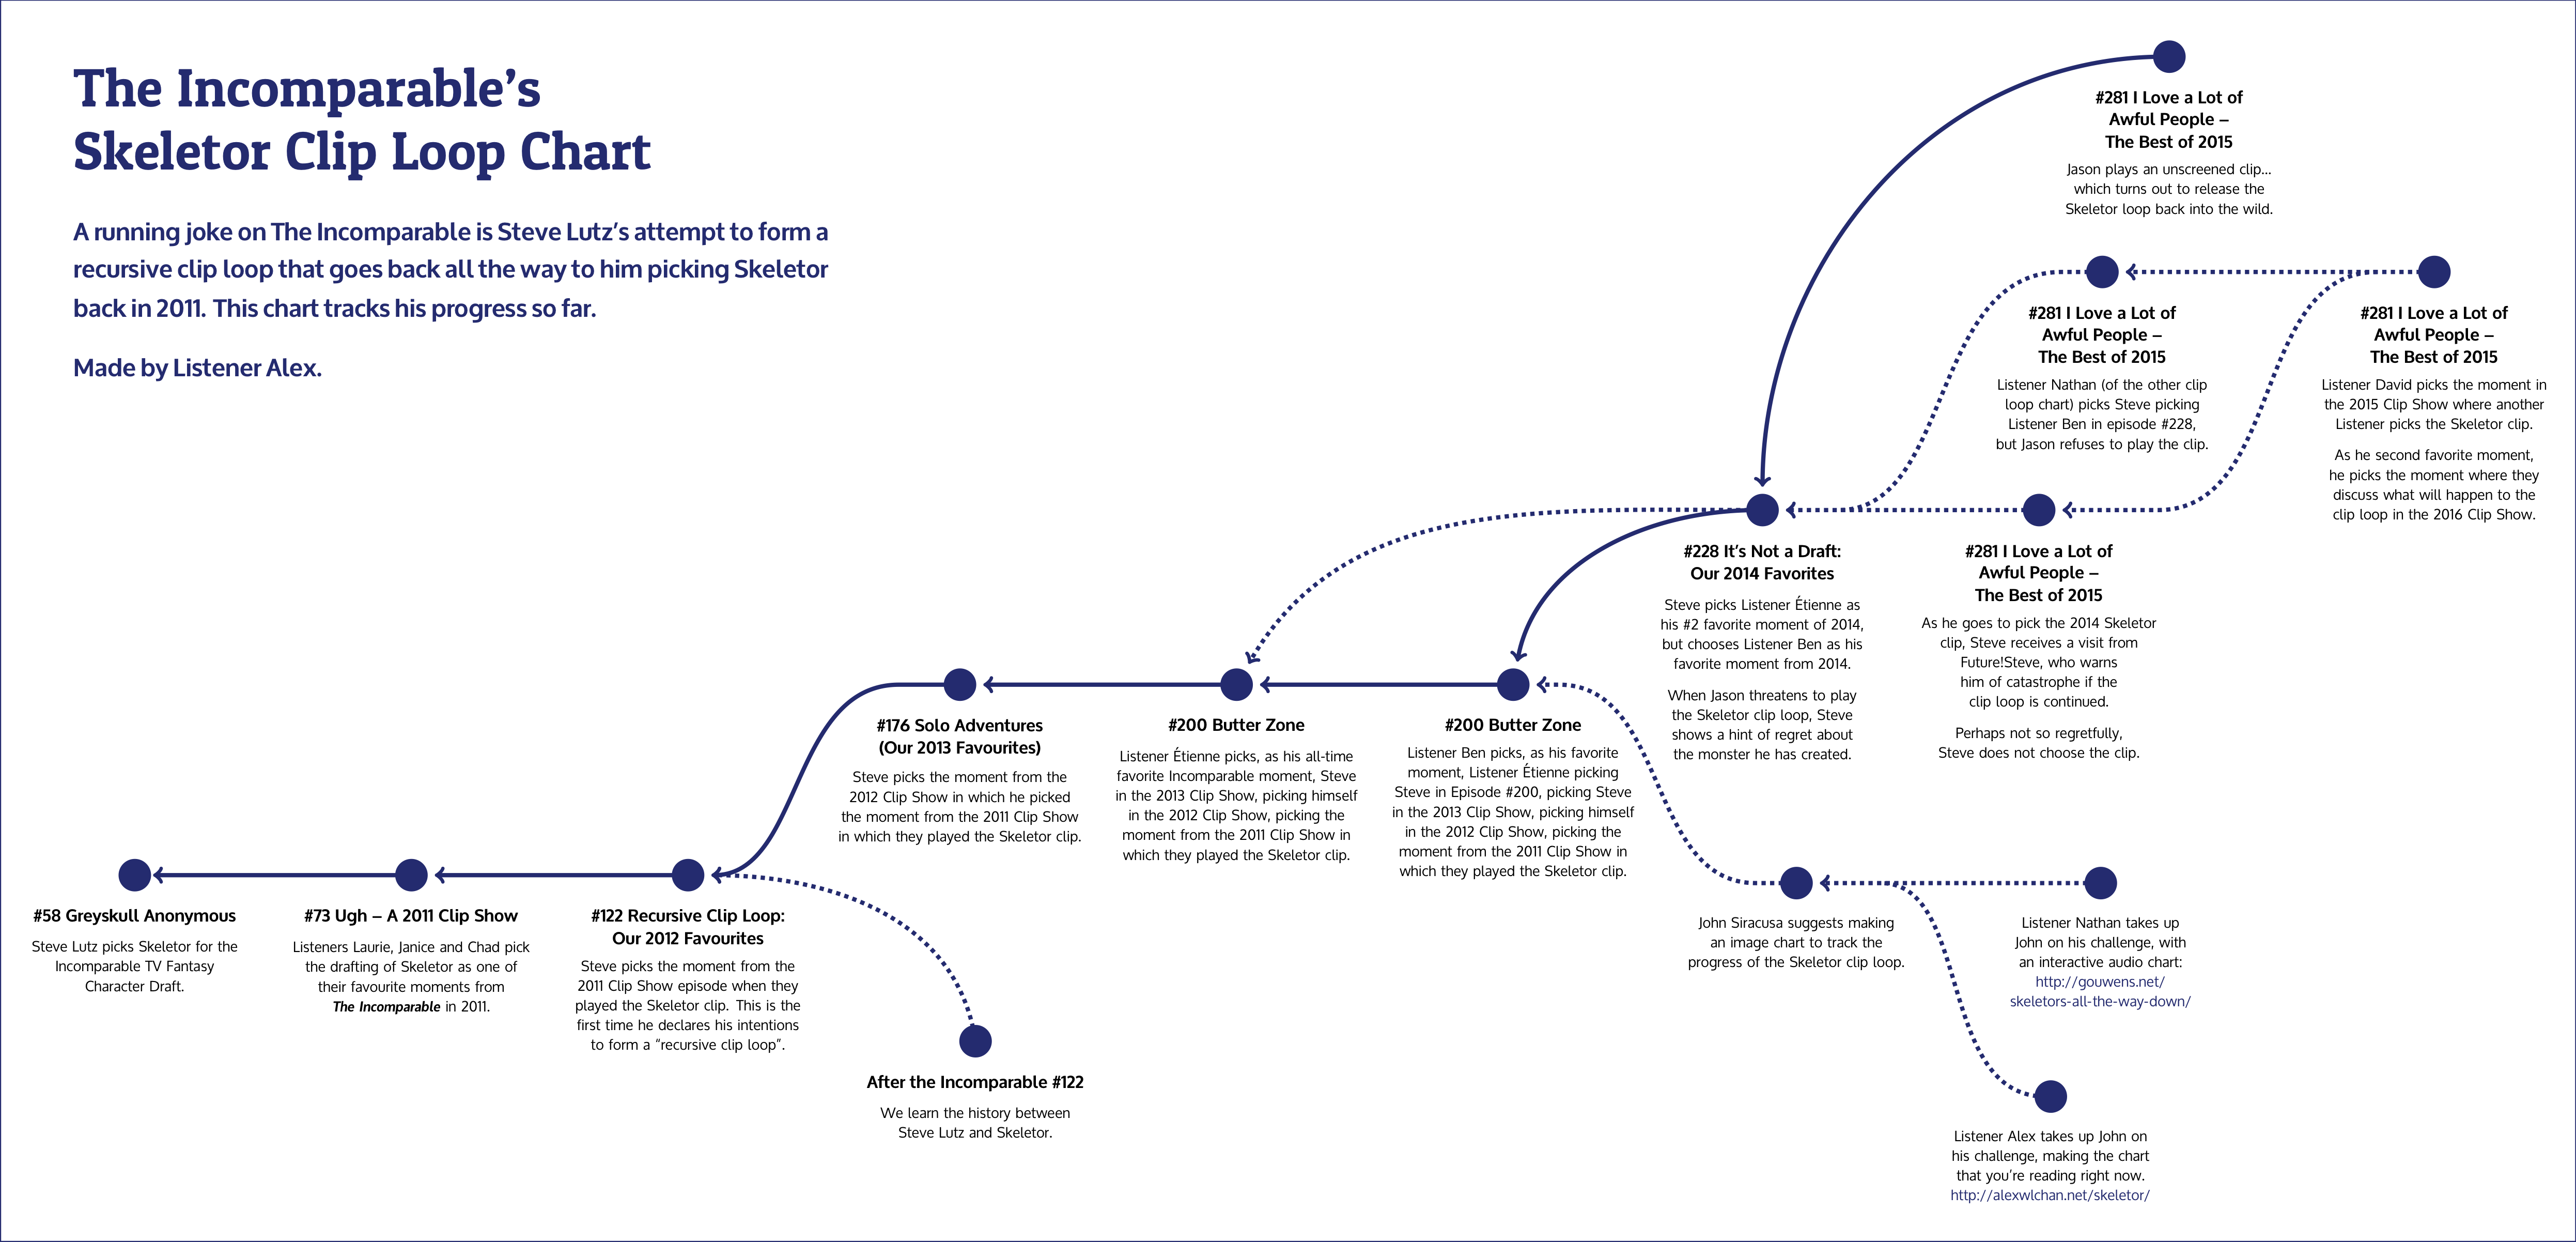 The Incomparable’s
Skeletor Clip Loop Chart
A running joke on The Incomparable is Steve Lutz’s attempt to form a
recursive clip loop that goes back all the way to him picking Skeletor
back in 2011. This chart tracks his progress so far.
Made by Listener Alex.
#281 I Love a Lot of
Awful People –
The Best of 2015
Jason plays an unscreened clip...
which turns out to release the
Skeletor loop back into the wild.
#281 I Love a Lot of
Awful People –
The Best of 2015
Listener Nathan (of the other clip
loop chart) picks Steve picking
Listener Ben in episode #228,
but Jason refuses to play the clip.
#281 I Love a Lot of
Awful People –
The Best of 2015
Listener David picks the moment in
the 2015 Clip Show where another
Listener picks the Skeletor clip.
As he second favorite moment,
he picks the moment where they
discuss what will happen to the
clip loop in the 2016 Clip Show.
#228 It’s Not a Draft:
Our 2014 Favorites
Steve picks Listener Étienne as
his #2 favorite moment of 2014,
but chooses Listener Ben as his
favorite moment from 2014.
When Jason threatens to play
the Skeletor clip loop, Steve
shows a hint of regret about
the monster he has created.
#281 I Love a Lot of
Awful People –
The Best of 2015
As he goes to pick the 2014 Skeletor
clip, Steve receives a visit from
Future!Steve, who warns
him of catastrophe if the
clip loop is continued.
Perhaps not so regretfully,
Steve does not choose the clip.
#176 Solo Adventures
(Our 2013 Favourites)
Steve picks the moment from the
2012 Clip Show in which he picked
the moment from the 2011 Clip Show
in which they played the Skeletor clip.
#200 Butter Zone
Listener Étienne picks, as his all-time
favorite Incomparable moment, Steve
in the 2013 Clip Show, picking himself
in the 2012 Clip Show, picking the
moment from the 2011 Clip Show in
which they played the Skeletor clip.
#200 Butter Zone
Listener Ben picks, as his favorite
moment, Listener Étienne picking
Steve in Episode #200, picking Steve
in the 2013 Clip Show, picking himself
in the 2012 Clip Show, picking the
moment from the 2011 Clip Show in
which they played the Skeletor clip.
#58 Greyskull Anonymous
Steve Lutz picks Skeletor for the
Incomparable TV Fantasy
Character Draft.
#73 Ugh – A 2011 Clip Show
Listeners Laurie, Janice and Chad pick
the drafting of Skeletor as one of
their favourite moments from
The Incomparable in 2011.
#122 Recursive Clip Loop:
Our 2012 Favourites
Steve picks the moment from the
2011 Clip Show episode when they
played the Skeletor clip. This is the
first time he declares his intentions
to form a “recursive clip loop”.
After the Incomparable #122
We learn the history between
Steve Lutz and Skeletor.
John Siracusa suggests making
an image chart to track the
progress of the Skeletor clip loop.
Listener Nathan takes up
John on his challenge, with
an interactive audio chart:
http://gouwens.net/
skeletors-all-the-way-down/
Listener Alex takes up John on
his challenge, making the chart
that you’re reading right now.
http://alexwlchan.net/skeletor/